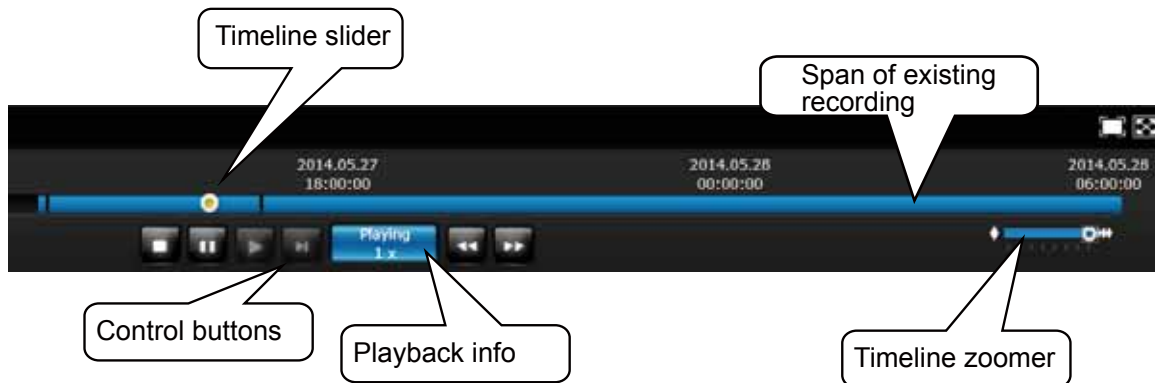 Timeline slider
Span of existing
recording
2014.05.27
18:00:00
2014.05.28
00:00:00
2014.05.28
06:00:00
Playing
1 x
Control buttons
Playback info
Timeline zoomer